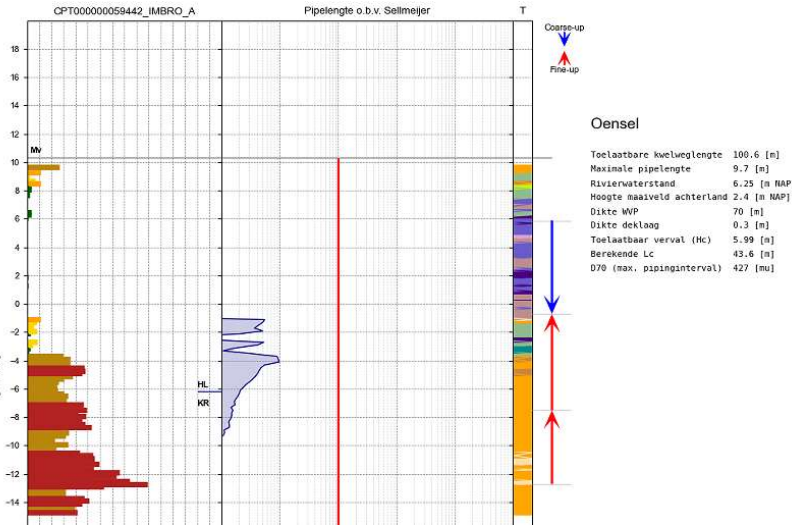 CPT000000059442_IMBRO_A
Pipelengte o.b.v. Sellmeijer
T
Coarse-up
Fine-up
18
16
14
12
Mv
10
8
6
4
2
0
-2
-4
-6
-8
-10
-12
-14
HL
KR
Oensel
Toelaatbare kwelweglengte 100.6 [m]
Maximale pipelengte 9.7 [m]
Rivierwaterstand 6.25 [m NAP]
Hoogte maaiveld achterland 2.4 [m NAP]
Dikte WVP 70 [m]
Dikte deklaag 0.3 [m]
Toelaatbaar verval (Hc) 5.99 [m]
Berekende Lc 43.6 [m]
D70 (max. pipinginterval) 427 [mu]